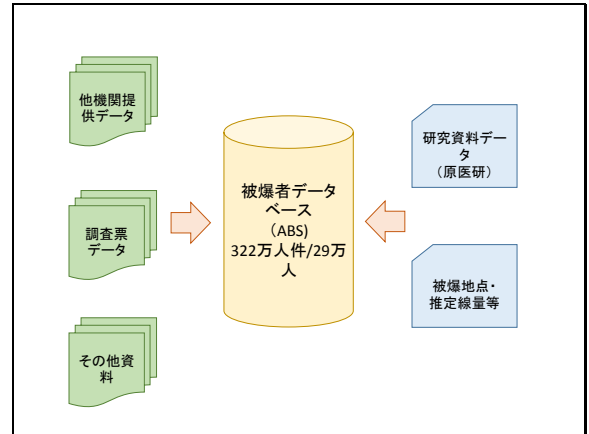 他機関提
供データ
調査票
データ
その他資
料
被爆者データ
ベース
（ABS)
322万人件/29万
人
研究資料デー
タ
（原医研）
被爆地点・
推定線量等